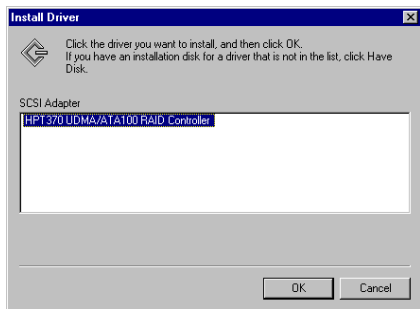 Install Driver
Click the driver you want to install, and then click OK.
If you have an installation disk for a driver that is not in the list, click Have
Disk.
SCSI Adapter
HPT370 UDMA/ATA100 RAID Controller
OK
Cancel